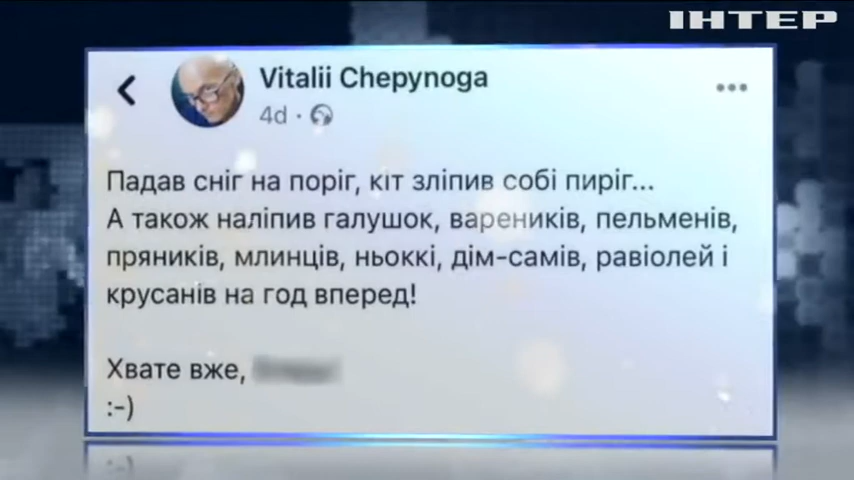 ІНТЕР
Vitalii Chepynoga
4d ·
Падав сніг на поріг, кіт зліпив собі пиріг...
А також наліпив галушок, вареників, пельменів,
пряників, млинців, ньоккі, дім-самів, равіолей і
крусанів на год вперед!
Хвате вже,
:-)